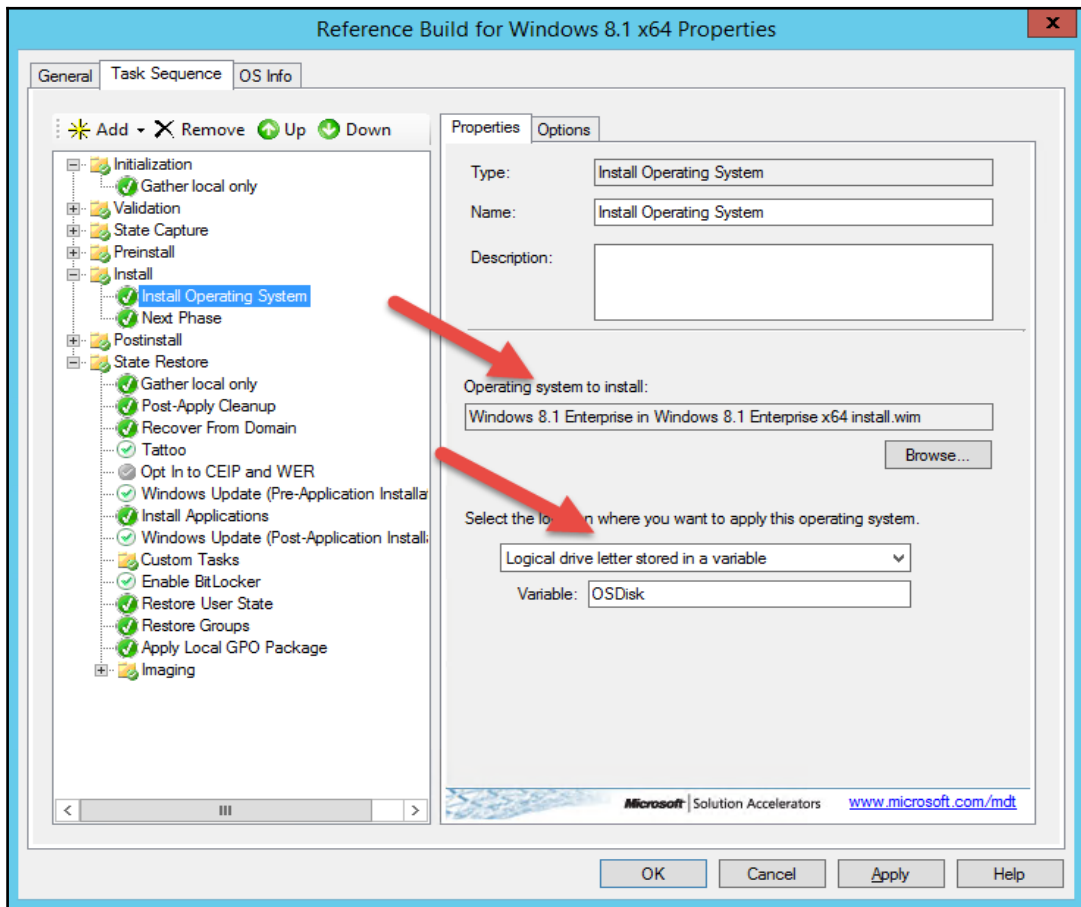 Reference Build for Windows 8.1 x64 Properties
x
General
Task Sequence
OS Info
Add
Remove
Up
Down
Initialization
Gather local only
Validation
State Capture
Preinstall
Install
Install Operating System
Next Phase
Postinstall
State Restore
Gather local only
Post-Apply Cleanup
Recover From Domain
Tattoo
Opt In to CEIP and WER
Windows Update (Pre-Application Installa
Install Applications
Windows Update (Post-Application Install
Custom Tasks
Enable BitLocker
Restore User State
Restore Groups
Apply Local GPO Package
Imaging
Properties
Options
Type:
Install Operating System
Name:
Install Operating System
Description:
Operating system to install:
Windows 8.1 Enterprise in Windows 8.1 Enterprise x64 install.wim
Browse...
Select the n where you want to apply this operating system.
Logical drive letter stored in a variable
Variable:
OSDisk
Microsoft | Solution Accelerators
www.microsoft.com/mdt
OK
Cancel
Apply
Help